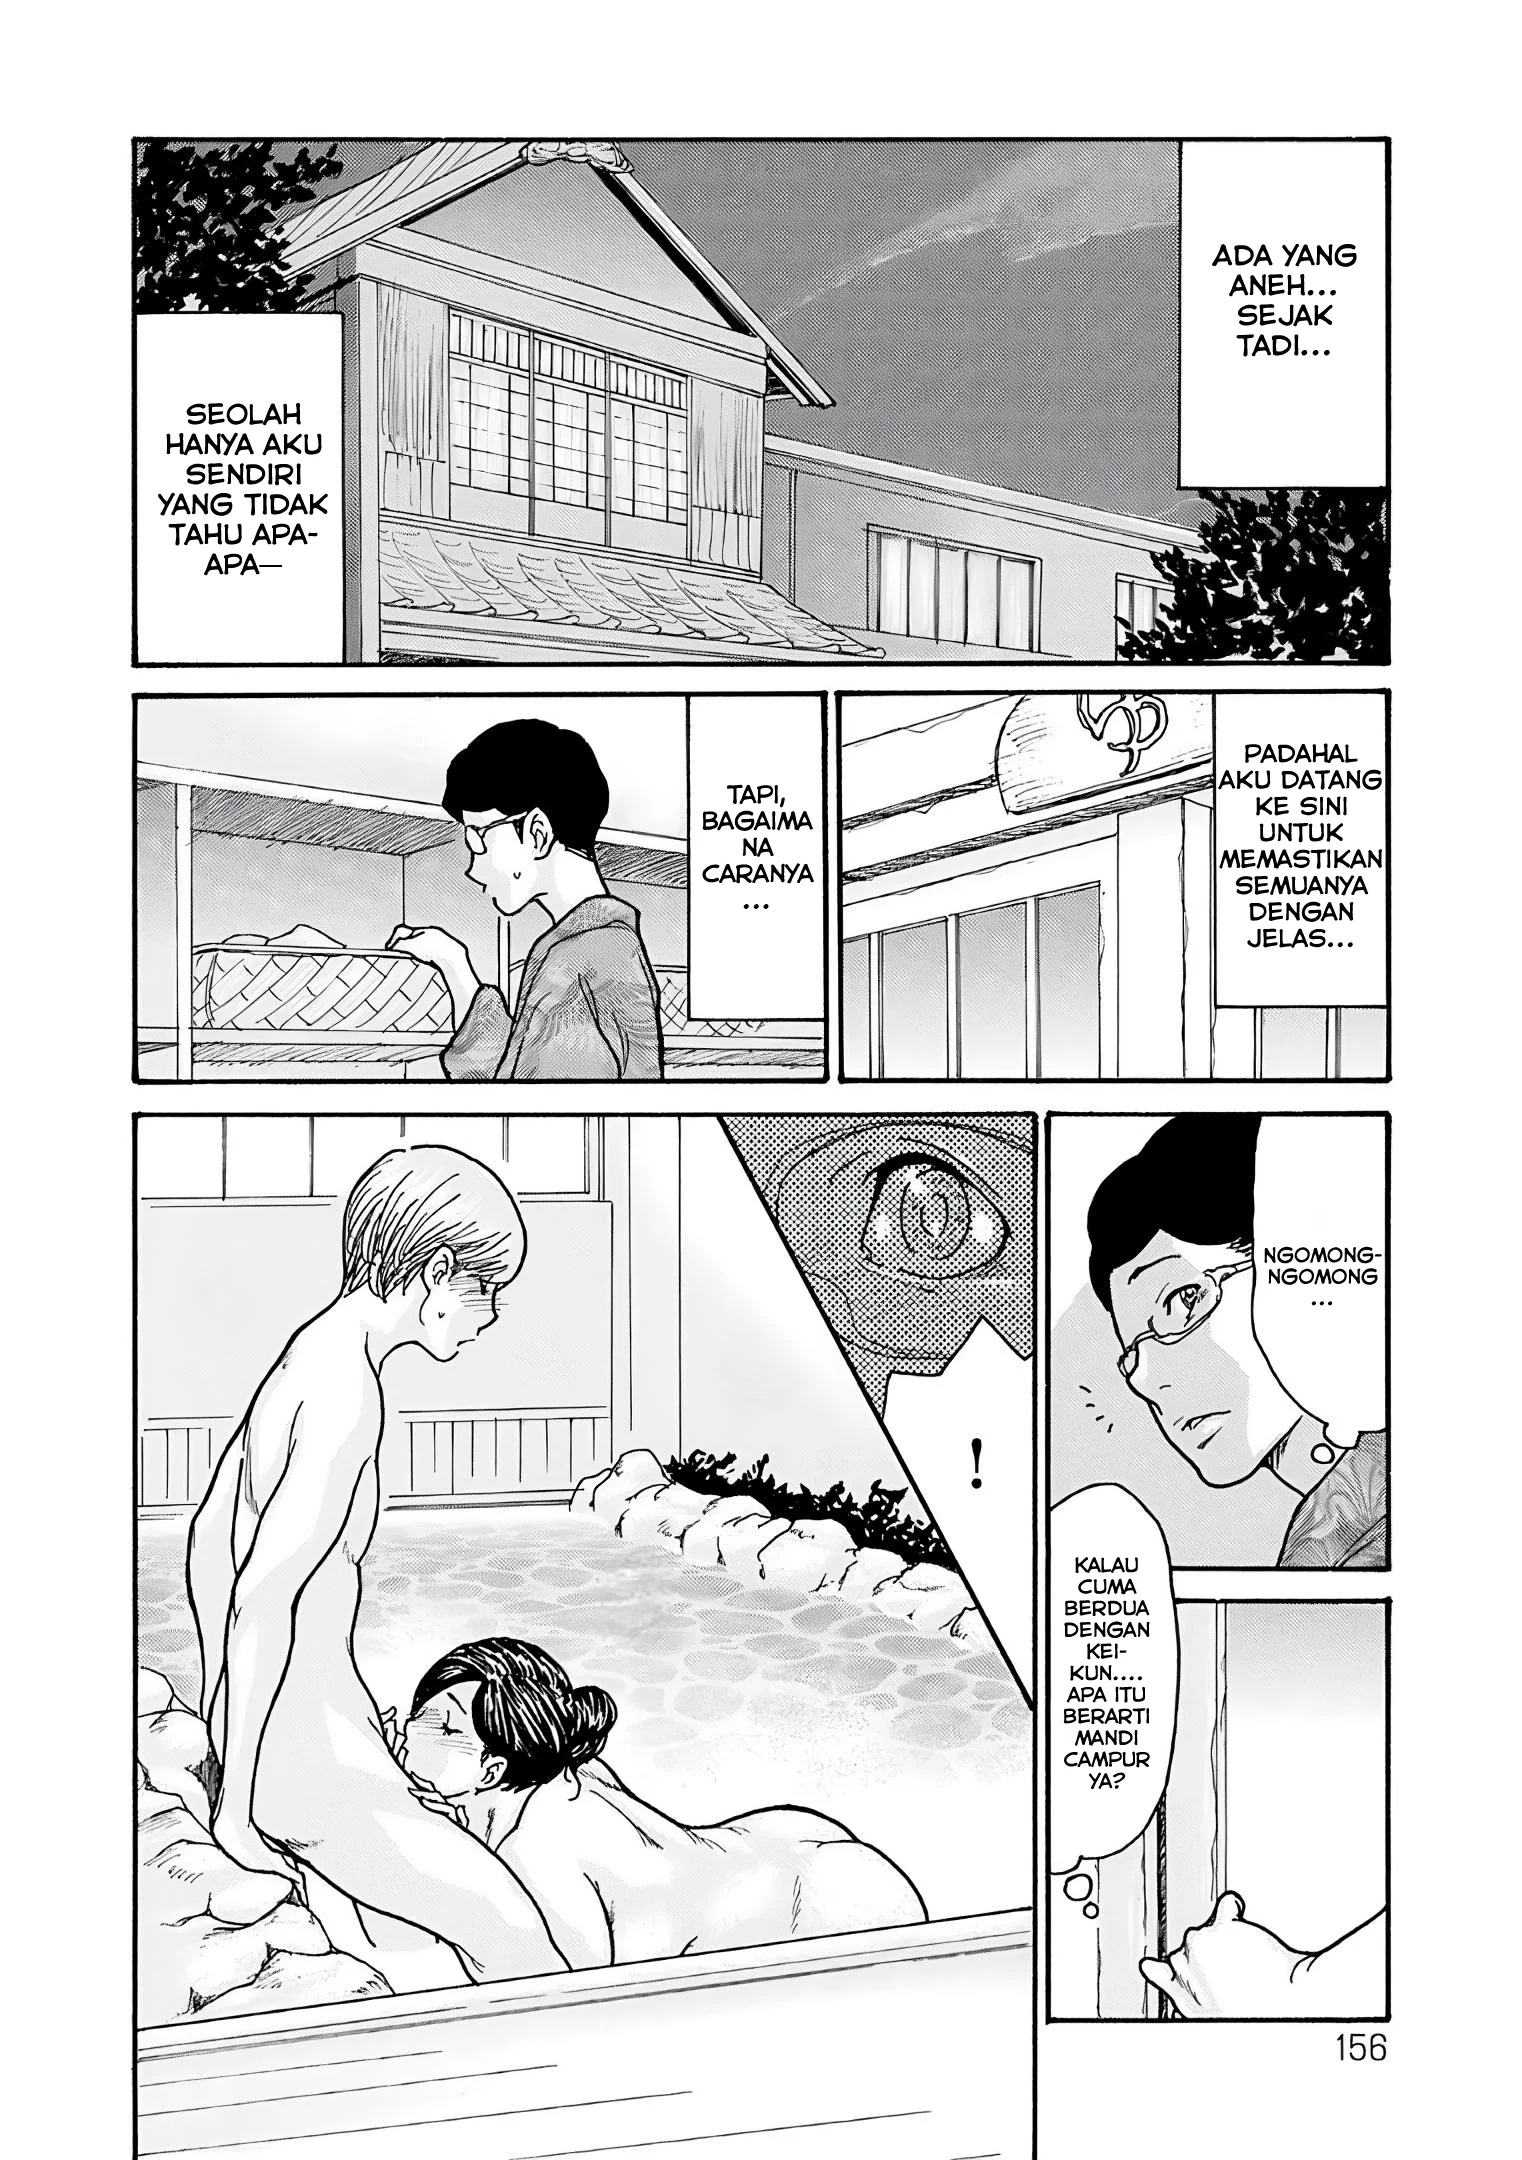 ADA YANG
ANEH...
SEJAK
TADI...
SEOLAH
HANYA AKU
SENDIRI
YANG TIDAK
TAHU APA-
APA—
ゆ
PADAHAL
AKU DATANG
KE SINI
UNTUK
MEMASTIKAN
SEMUANYA
DENGAN
JELAS...
TAPI,
BAGAIMA
NA
CARANYA
...
NGOMONG-
NGOMONG
...
KALAU
CUMA
BERDUA
DENGAN
KEI-
KUN....
APA ITU
BERARTI
MANDI
CAMPUR
YA?
!
156